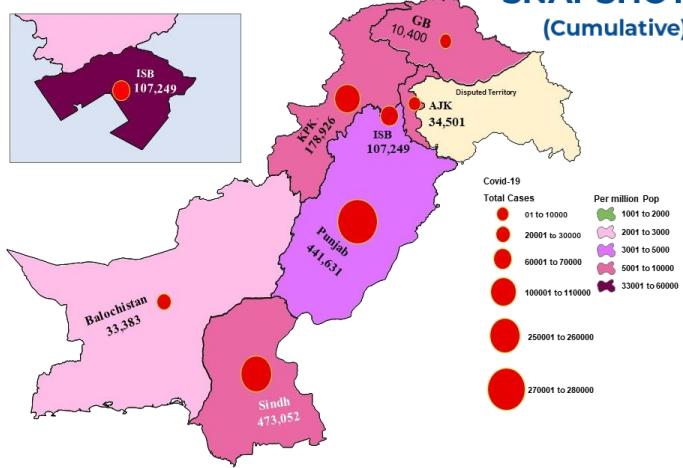 SNAPSHOT
(Cumulative)
ISB
107,249
GB
10,400
Disputed Territory
AJK
34,501
KPK
178,926
ISB
107,249
Punjab
441,631
Balochistan
33,383
Sindh
473,052
Covid-19
Total Cases
01 to 10000
20001 to 30000
60001 to 70000
100001 to 110000
250001 to 260000
270001 to 280000
Per million Pop
1001 to 2000
2001 to 3000
3001 to 5000
5001 to 10000
33001 to 60000